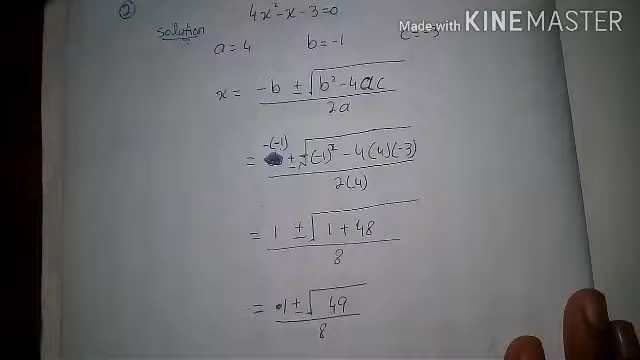 ② 4x² - x - 3 = 0
Made with KINEMASTER
Solution
a = 4 b = -1 c = -3
x = -b ± √b² - 4ac / 2a
= -(-1) ± √(-1)² - 4(4)(-3) / 2(4)
= 1 ± √1 + 48 / 8
= 1 ± √49 / 8